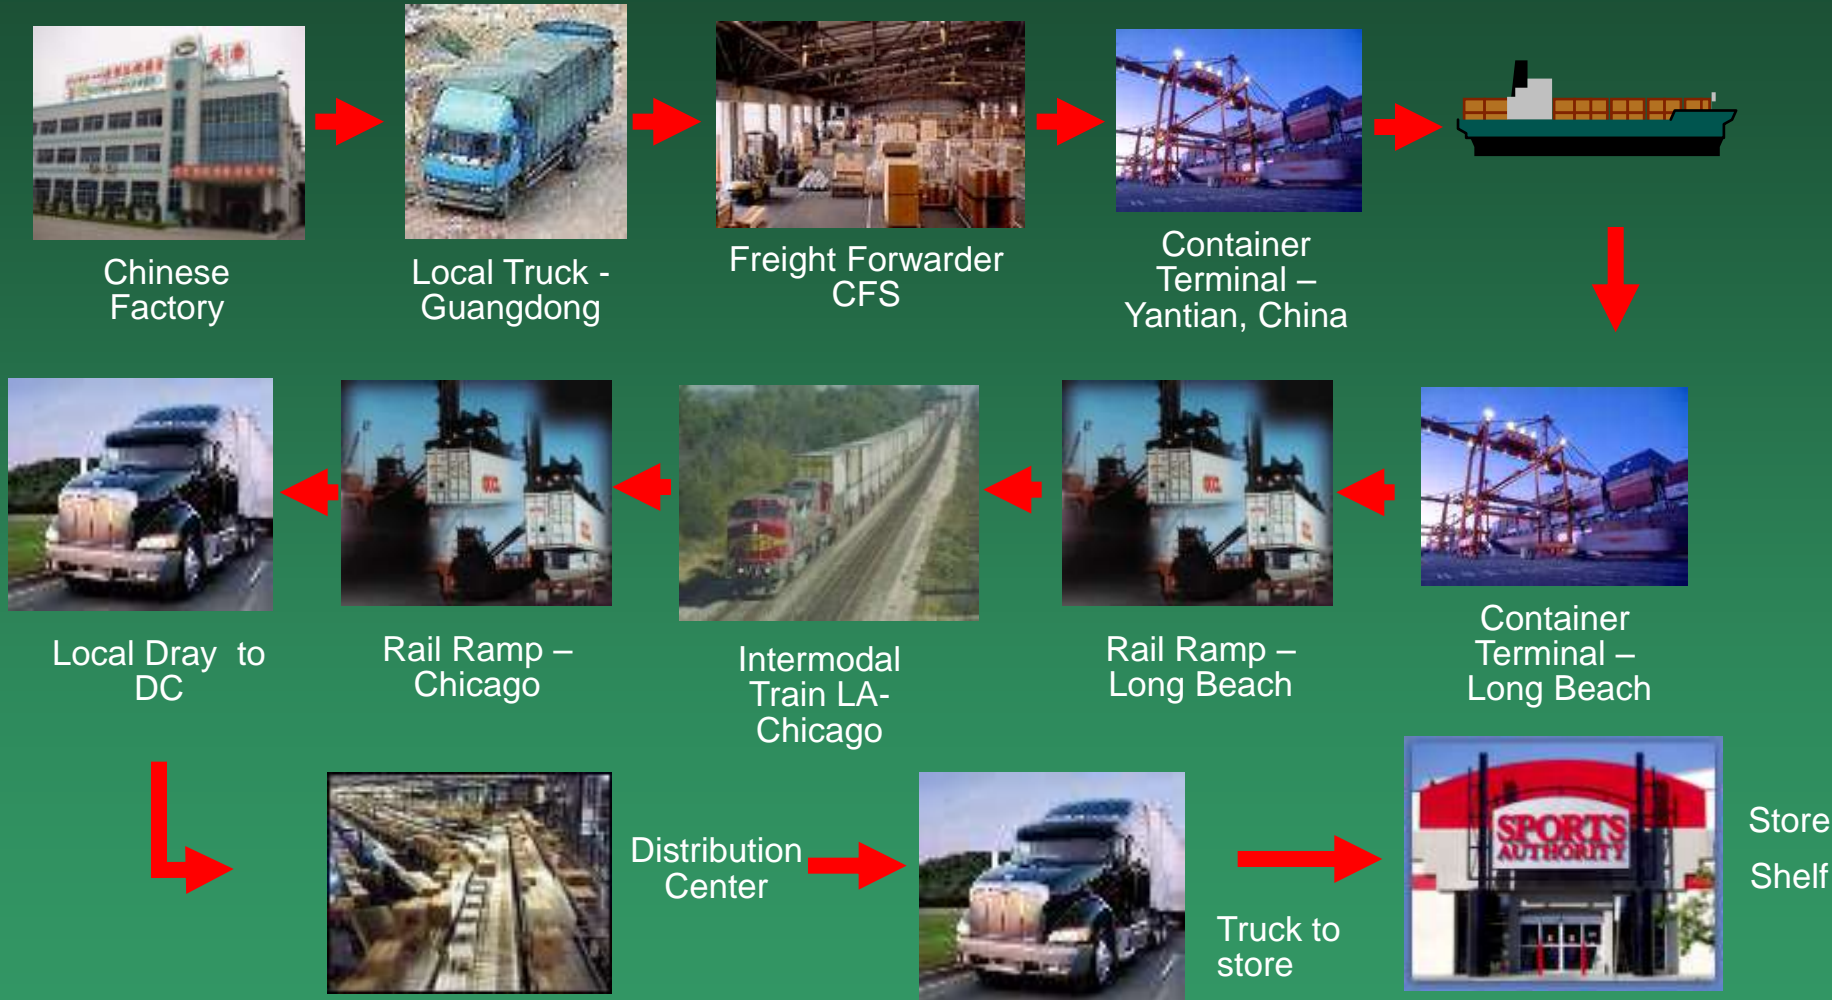 Chinese
Factory
Local Truck -
Guangdong
Freight Forwarder
CFS
Container
Terminal –
Yantian, China
Local Dray  to
DC
Rail Ramp –
Chicago
Intermodal
Train LA-
Chicago
Rail Ramp –
Long Beach
Container
Terminal –
Long Beach
Distribution
Center
Truck to
store
SPORTS
AUTHORITY
Store
Shelf